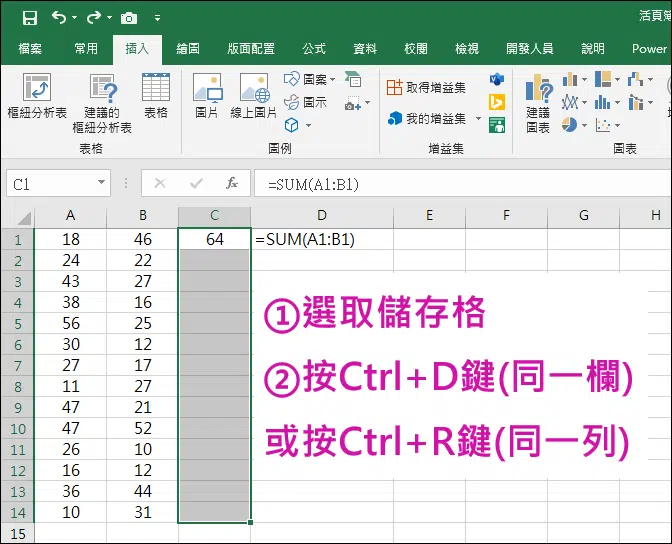 活頁簿
檔案 常用 插入 繪圖 版面配置 公式 資料 校閱 檢視 開發人員 說明 Power
樞紐分析表 建議的樞紐分析表 表格 圖片 線上圖片 圖案 圖示 取得增益集 我的增益集 建議圖表
表格 圖例 增益集 圖表
C1 fx =SUM(A1:B1)
A B C D E F G H
1 18 46 64 =SUM(A1:B1)
2 24 22
3 43 27
4 38 16
5 56 25
6 30 12
7 27 17
8 11 27
9 47 21
10 47 52
11 26 10
12 16 12
13 36 44
14 10 31
15
①選取儲存格
②按Ctrl+D鍵(同一欄)
或按Ctrl+R鍵(同一列)